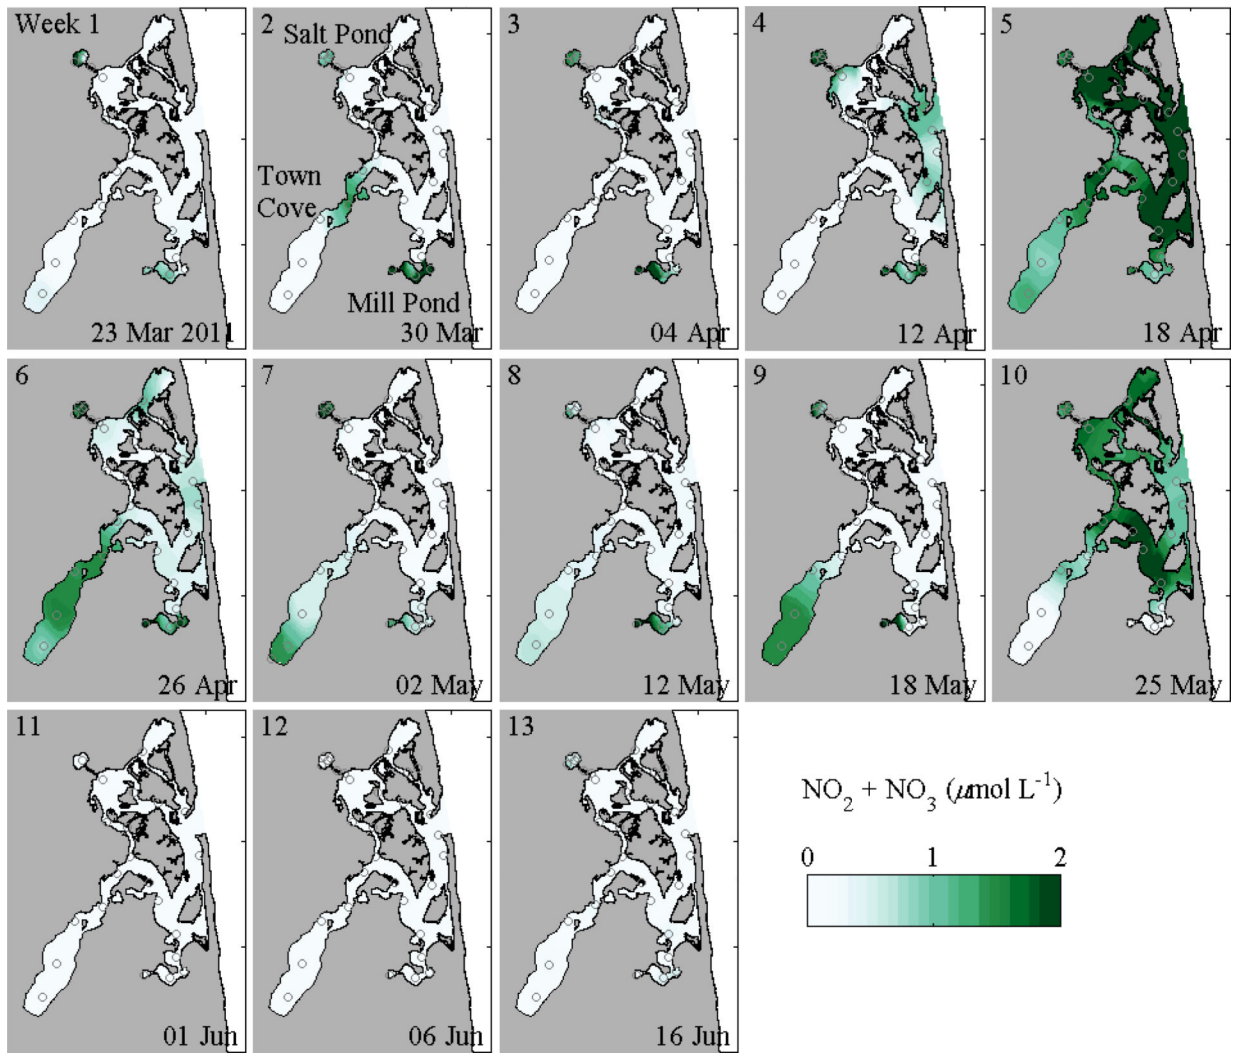 Week 1
23 Mar 2011
2
Salt Pond
Town
Cove
Mill Pond
30 Mar
3
04 Apr
4
12 Apr
5
18 Apr
6
26 Apr
7
02 May
8
12 May
9
18 May
10
25 May
11
01 Jun
12
06 Jun
13
16 Jun
NO₂ + NO₃ (μmol L⁻¹)
0 1 2